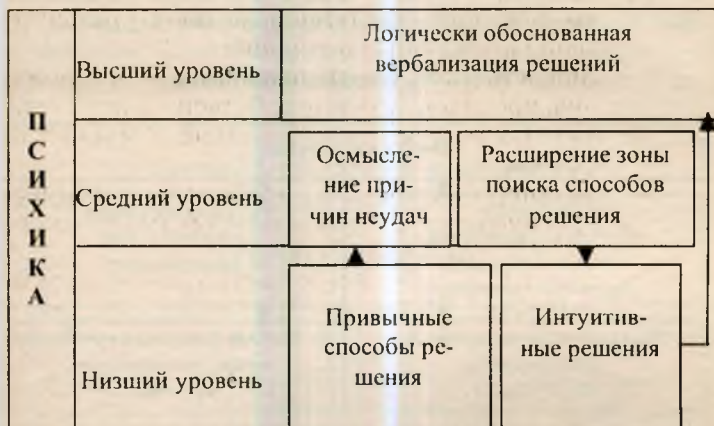 ПСИХИКА
Высший уровень
Логически обоснованная
вербализация решений
Средний уровень
Осмысле-
ние при-
чин неудач
Расширение зоны
поиска способов
решения
Низший уровень
Привычные
способы ре-
шения
Интуитив-
ные решения